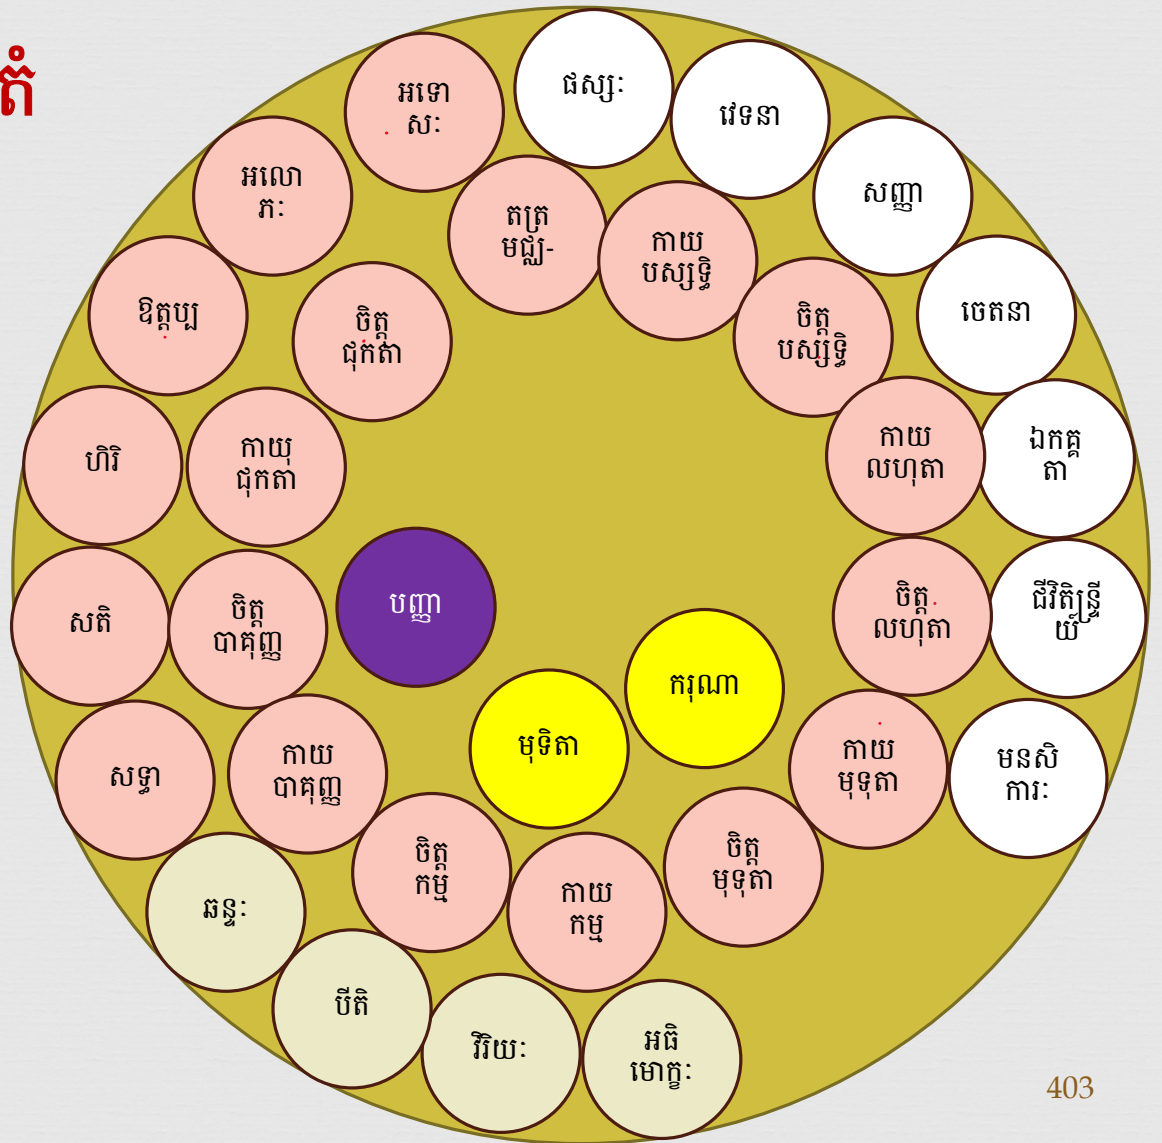 តំ
អទោ
សៈ
ផស្សៈ
វេទនា
អលោ
ភៈ
សញ្ញា
តត្រ
មជ្ឈ-
កាយ
បស្សទ្ធិ
ឱត្តប្ប
ចិត្ត
ជុកតា
ចិត្ត
បស្សទ្ធិ
ចេតនា
ហិរិ
កាយុ
ជុកតា
កាយ
លហុតា
ឯកគ្គ
តា
សតិ
ចិត្ត
បាគុញ្ញ
បញ្ញា
ចិត្ត
លហុតា
ជីវិតិន្ទ្រី
យ៍
ករុណា
មុទិតា
សទ្ធា
កាយ
បាគុញ្ញ
កាយ
មុទុតា
មនសិ
ការៈ
ចិត្ត
កម្ម
កាយ
កម្ម
ចិត្ត
មុទុតា
ឆន្ទៈ
បីតិ
វិរិយៈ
អធិ
មោក្ខៈ
403